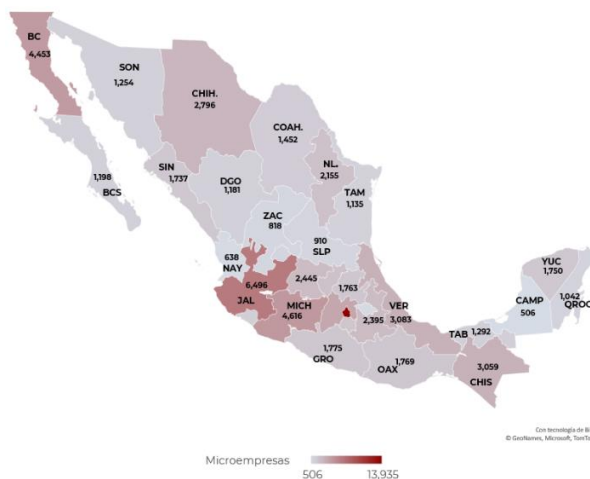 BC
4,453
SON
1,254
CHIH.
2,796
COAH.
1,452
NL.
2,155
SIN
1,737
DGO
1,181
TAM
1,135
1,198
BCS
ZAC
818
910
SLP
638
NAY
2,445
1,763
6,496
JAL
MICH
4,616
2,395
VER
3,083
YUC
1,750
1,042
QROO
CAMP
506
TAB
1,292
1,775
GRO
1,769
OAX
3,059
CHIS
Con tecnología de Bi
© GeoNames, Microsoft, TomTo
Microempresas
506
13,935